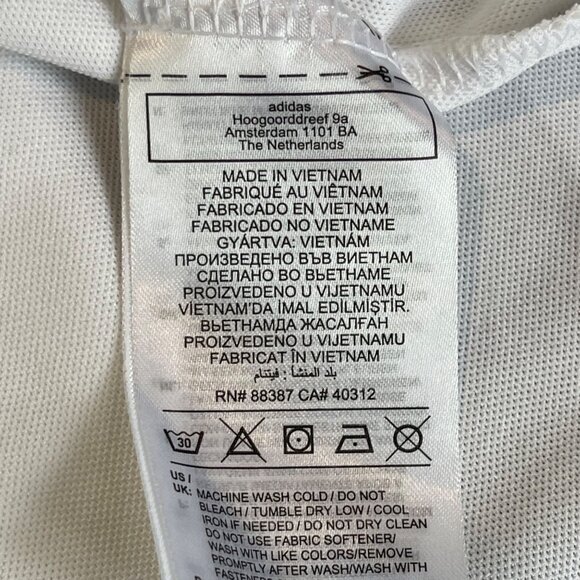 adidas
Hoogoorddreef 9a
Amsterdam 1101 BA
The Netherlands
MADE IN VIETNAM
FABRIQUÉ AU VIÊTNAM
FABRICADO EN VIETNAM
FABRICADO NO VIETNAME
GYÁRTVA: VIETNÁM
ПРОИЗВЕДЕНО ВЪВ ВИЕТНАМ
СДЕЛАНО ВО ВЬЕТНАМЕ
PROIZVEDENO U VIJETNAMU
VİETNAM'DA İMAL EDİLMİŞTİR.
ВЬЕТНАМДА ЖАСАЛҒАН
PROIZVEDENO U VIJETNAMU
FABRICAT ÎN VIETNAM
بلد المنشأ : فيتنام
RN# 88387 CA# 40312
30
US /
UK: MACHINE WASH COLD / DO NOT
BLEACH / TUMBLE DRY LOW / COOL
IRON IF NEEDED / DO NOT DRY CLEAN
DO NOT USE FABRIC SOFTENER/
WASH WITH LIKE COLORS/REMOVE
PROMPTLY AFTER WASH/WASH WITH